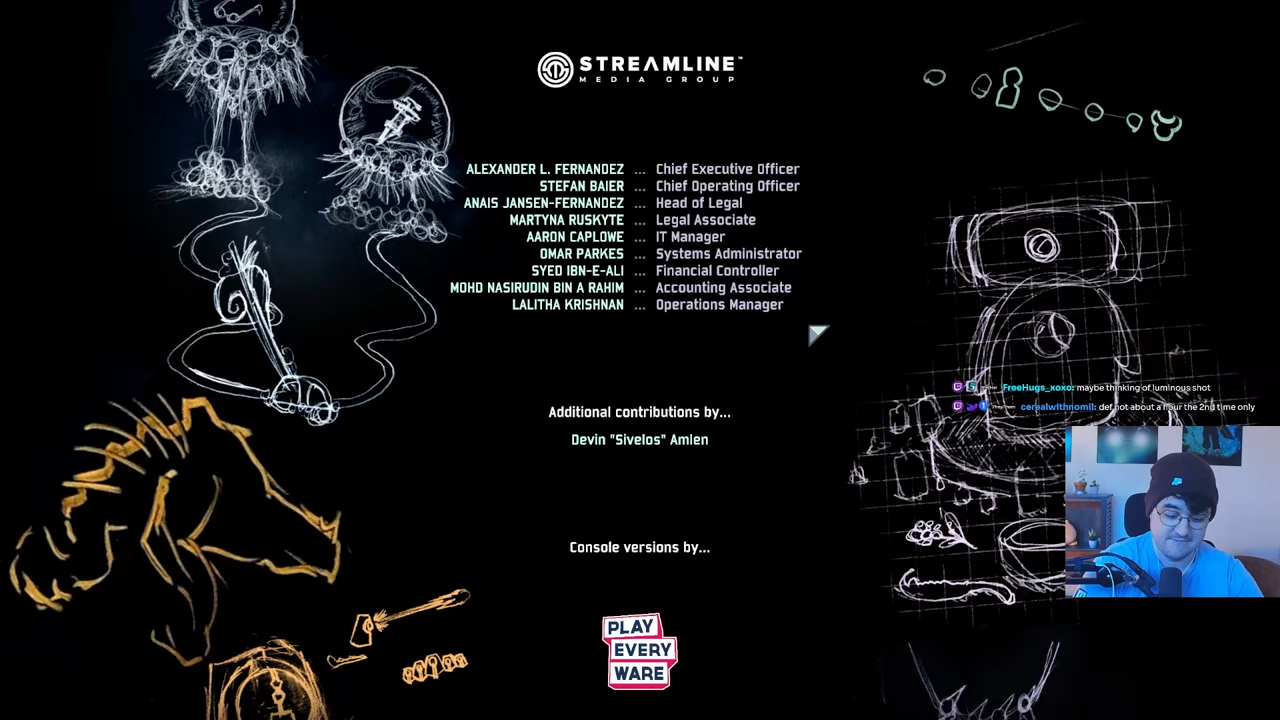 STREAMLINE™
MEDIA GROUP
ALEXANDER L. FERNANDEZ ... Chief Executive Officer
STEFAN BAIER ... Chief Operating Officer
ANAIS JANSEN-FERNANDEZ ... Head of Legal
MARTYNA RUSKYTE ... Legal Associate
AARON CAPLOWE ... IT Manager
OMAR PARKES ... Systems Administrator
SYED IBN-E-ALI ... Financial Controller
MOHD NASIRUDIN BIN A RAHIM ... Accounting Associate
LALITHA KRISHNAN ... Operations Manager
FreeHugs_xoxo: maybe thinking of luminous shot
cerealwithnomil: def not about a hour the 2nd time only
Additional contributions by...
Devin "Sivelos" Amlen
Console versions by...
PLAY
EVERY
WARE